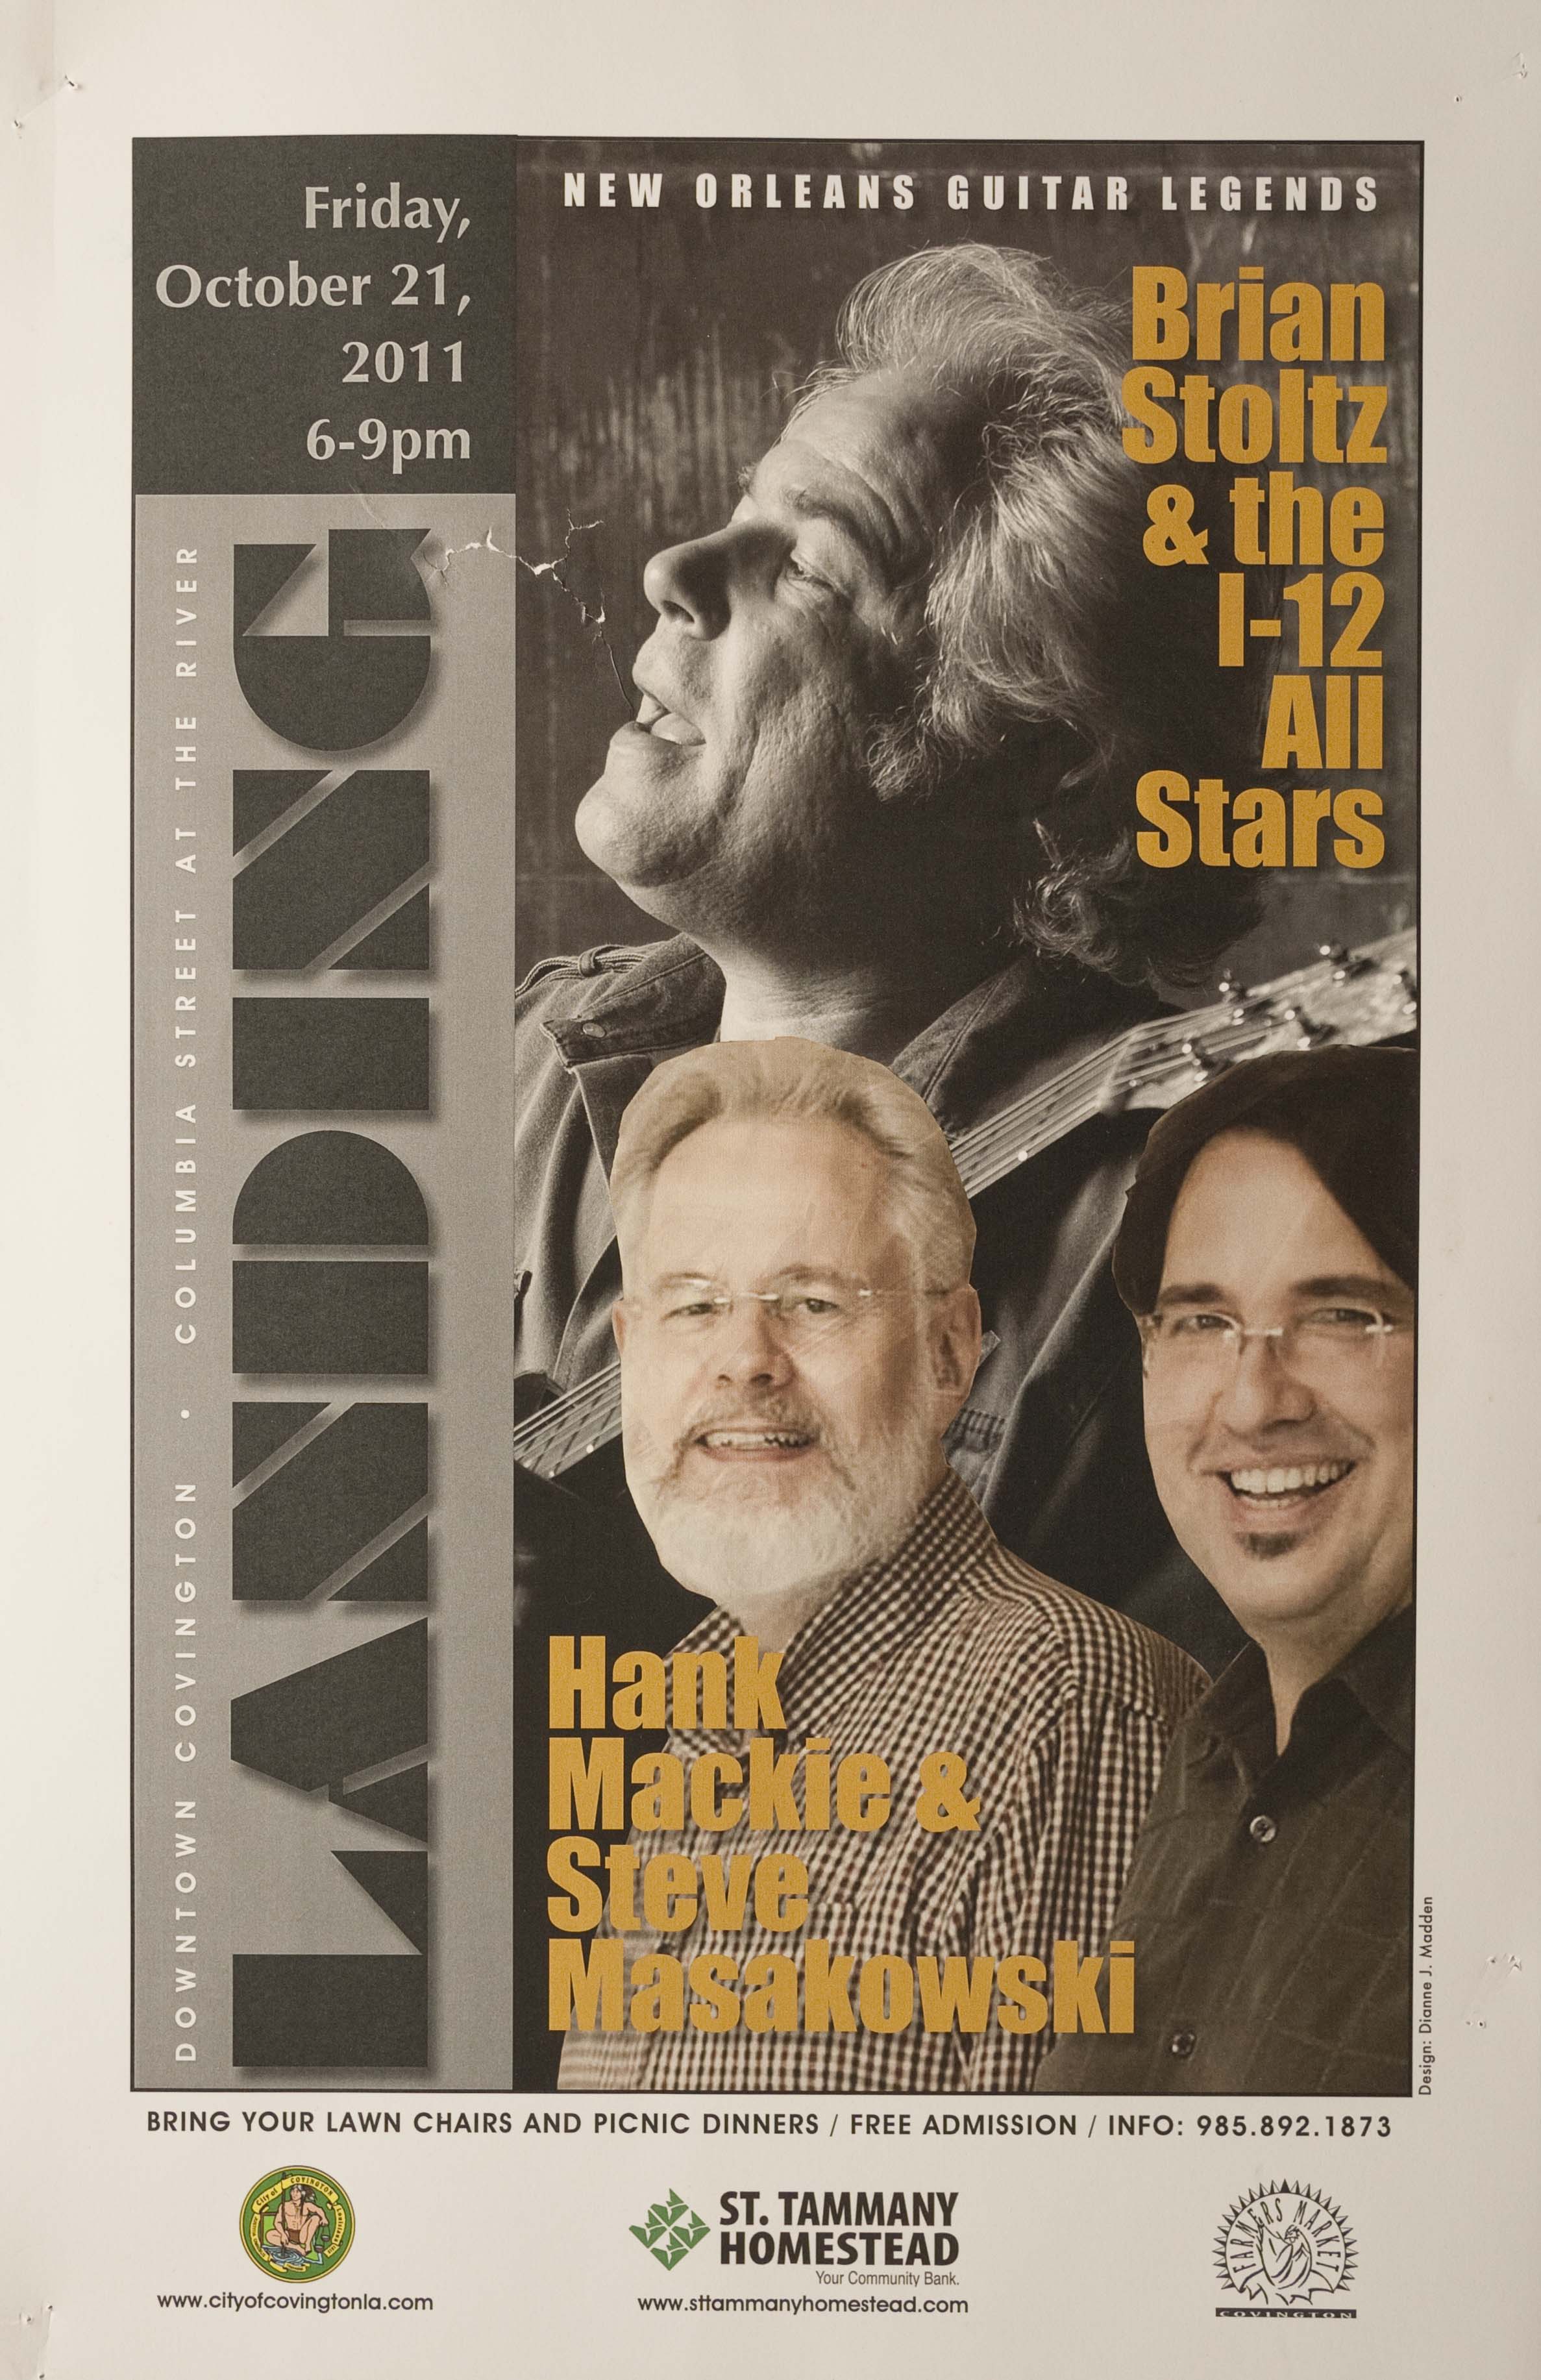 Friday,
October 21,
2011
6-9pm
NEW ORLEANS GUITAR LEGENDS
Brian
Stoltz
& the
I-12
All
Stars
DOWNTOWN COVINGTON • COLUMBIA STREET AT THE RIVER
LANDING
Hank
Mackie &
Steve
Masakowski
Design: Dianne J. Madden
BRING YOUR LAWN CHAIRS AND PICNIC DINNERS / FREE ADMISSION / INFO: 985.892.1873
City of COVINGTON
www.cityofcovingtonla.com
ST. TAMMANY
HOMESTEAD
Your Community Bank.
www.sttammanyhomestead.com
FARMERS MARKET
COVINGTON